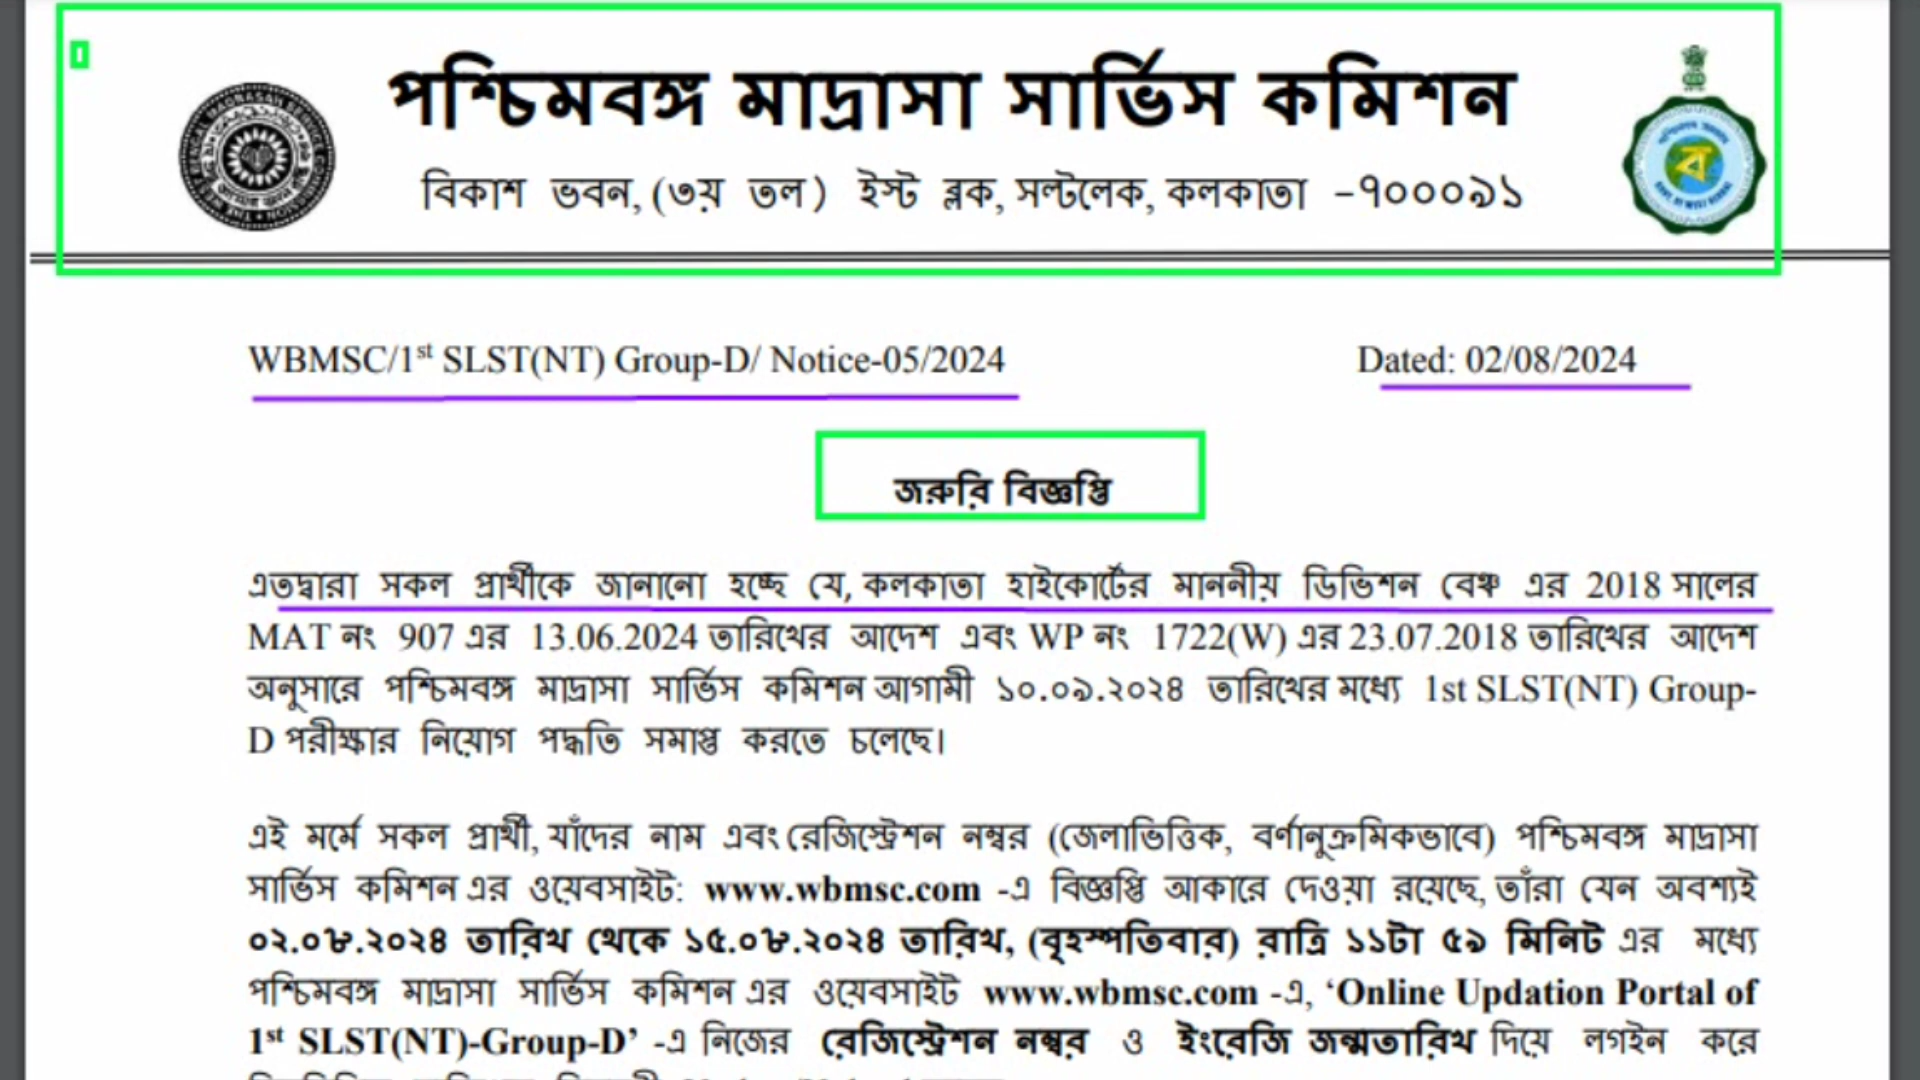 পশ্চিমবঙ্গ মাদ্রাসা সার্ভিস কমিশন
বিকাশ ভবন, (৩য় তল) ইস্ট ব্লক, সল্টলেক, কলকাতা -৭০০০৯১
WBMSC/1st SLST(NT) Group-D/ Notice-05/2024 Dated: 02/08/2024
জরুরি বিজ্ঞপ্তি
এতদ্বারা সকল প্রার্থীকে জানানো হচ্ছে যে, কলকাতা হাইকোর্টের মাননীয় ডিভিশন বেঞ্চ এর 2018 সালের
MAT নং 907 এর 13.06.2024 তারিখের আদেশ এবং WP নং 1722(W) এর 23.07.2018 তারিখের আদেশ
অনুসারে পশ্চিমবঙ্গ মাদ্রাসা সার্ভিস কমিশন আগামী ১০.০৯.২০২৪ তারিখের মধ্যে 1st SLST(NT) Group-
D পরীক্ষার নিয়োগ পদ্ধতি সমাপ্ত করতে চলেছে।
এই মর্মে সকল প্রার্থী, যাঁদের নাম এবং রেজিস্ট্রেশন নম্বর (জেলাভিত্তিক, বর্ণানুক্রমিকভাবে) পশ্চিমবঙ্গ মাদ্রাসা
সার্ভিস কমিশন এর ওয়েবসাইট: www.wbmsc.com -এ বিজ্ঞপ্তি আকারে দেওয়া রয়েছে, তাঁরা যেন অবশ্যই
০২.০৮.২০২৪ তারিখ থেকে ১৫.০৮.২০২৪ তারিখ, (বৃহস্পতিবার) রাত্রি ১১টা ৫৯ মিনিট এর মধ্যে
পশ্চিমবঙ্গ মাদ্রাসা সার্ভিস কমিশন এর ওয়েবসাইট www.wbmsc.com -এ, ‘Online Updation Portal of
1st SLST(NT)-Group-D’ -এ নিজের রেজিস্ট্রেশন নম্বর ও ইংরেজি জন্মতারিখ দিয়ে লগইন করে